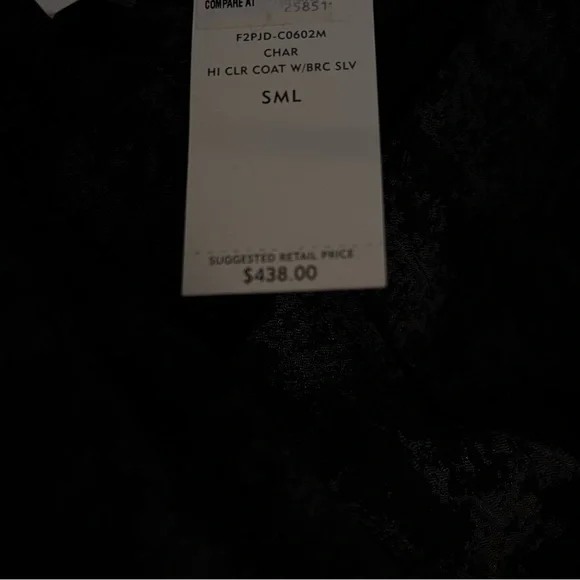 COMPARE AT
F2PJD-C0602M
CHAR
HI CLR COAT W/BRC SLV
SML
SUGGESTED RETAIL PRICE
$438.00